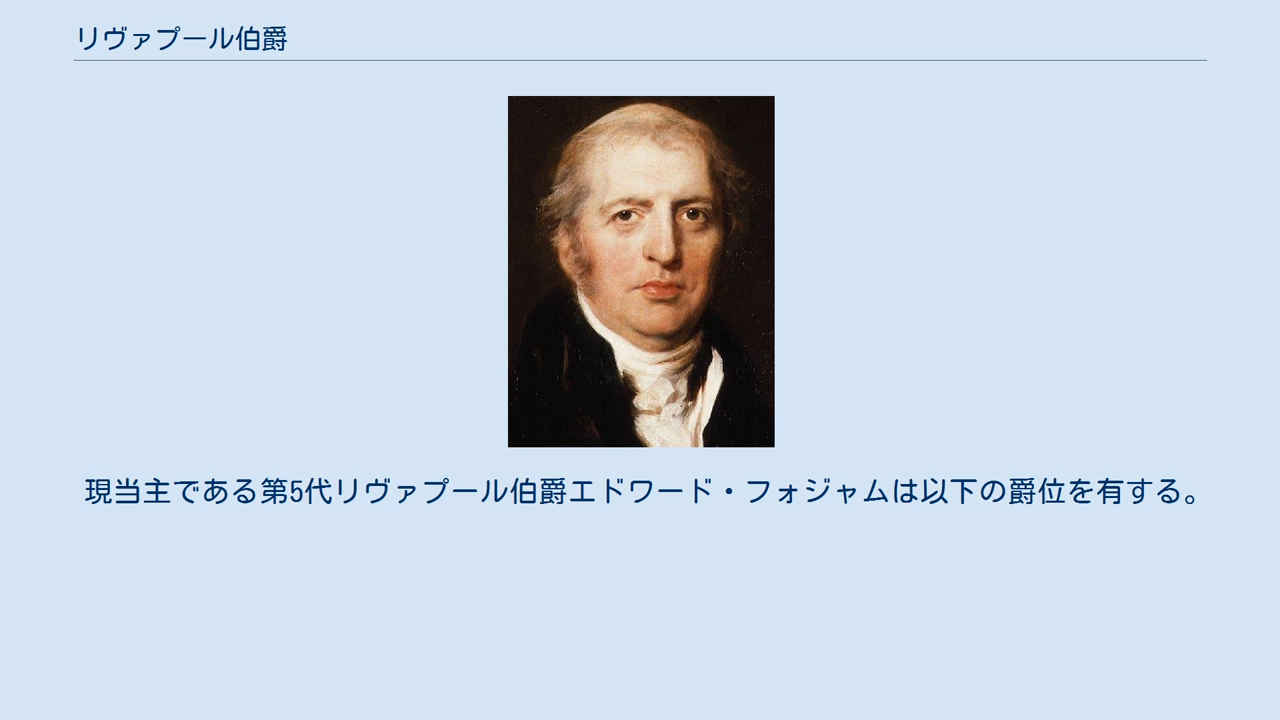 リヴァプール伯爵
現当主である第5代リヴァプール伯爵エドワード・フォジャムは以下の爵位を有する。